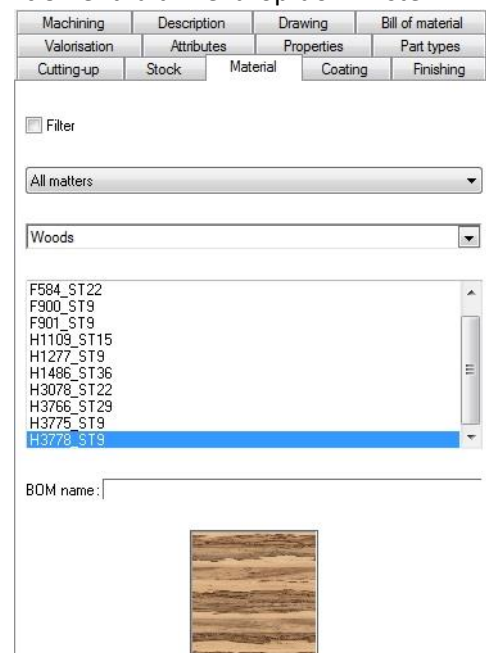 Machining Description Drawing Bill of material
Valorisation Attributes Properties Part types
Cutting-up Stock Material Coating Finishing
Filter
All matters
Woods
F584_ST22
F900_ST9
F901_ST9
H1109_ST15
H1277_ST9
H1486_ST36
H3078_ST22
H3766_ST29
H3775_ST9
H3778_ST9
BOM name: